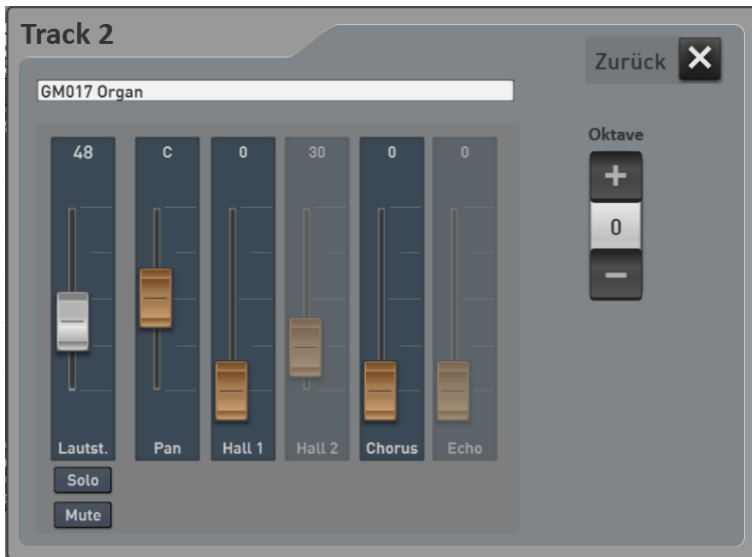 Track 2
Zurück
GM017 Organ
Oktave
48 C 0 30 0 0
+
0
−
Lautst. Pan Hall 1 Hall 2 Chorus Echo
Solo
Mute